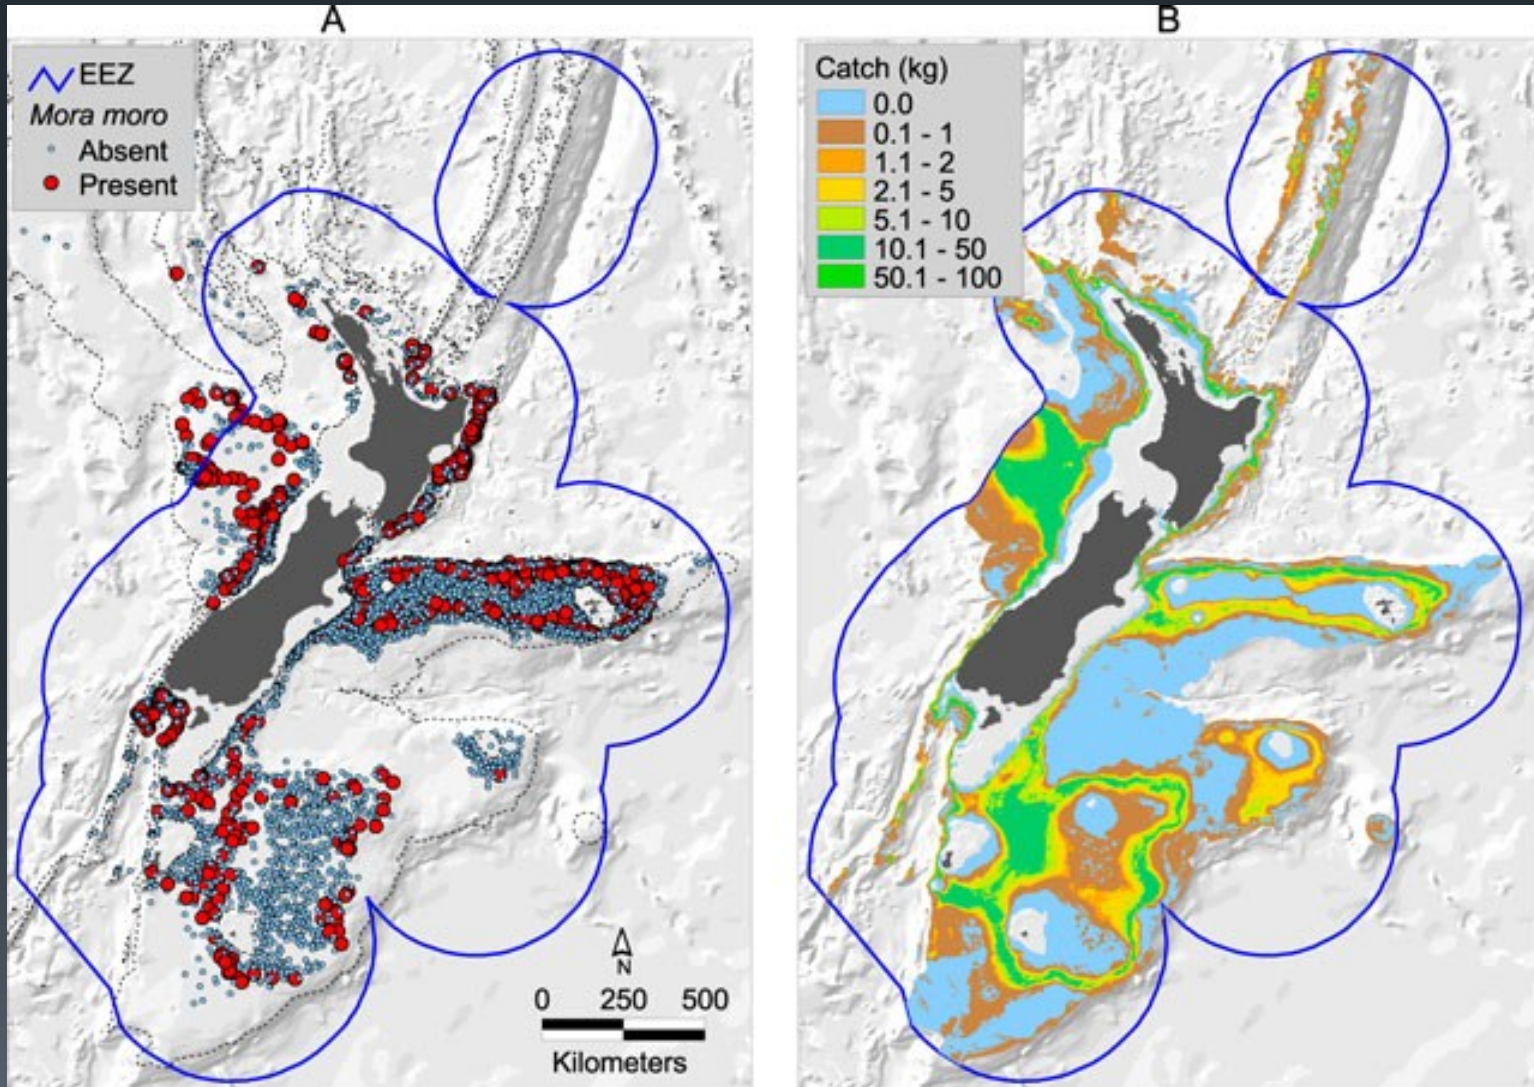 A
EEZ
Mora moro
Absent
Present
N
0 250 500
Kilometers
B
Catch (kg)
0.0
0.1 - 1
1.1 - 2
2.1 - 5
5.1 - 10
10.1 - 50
50.1 - 100